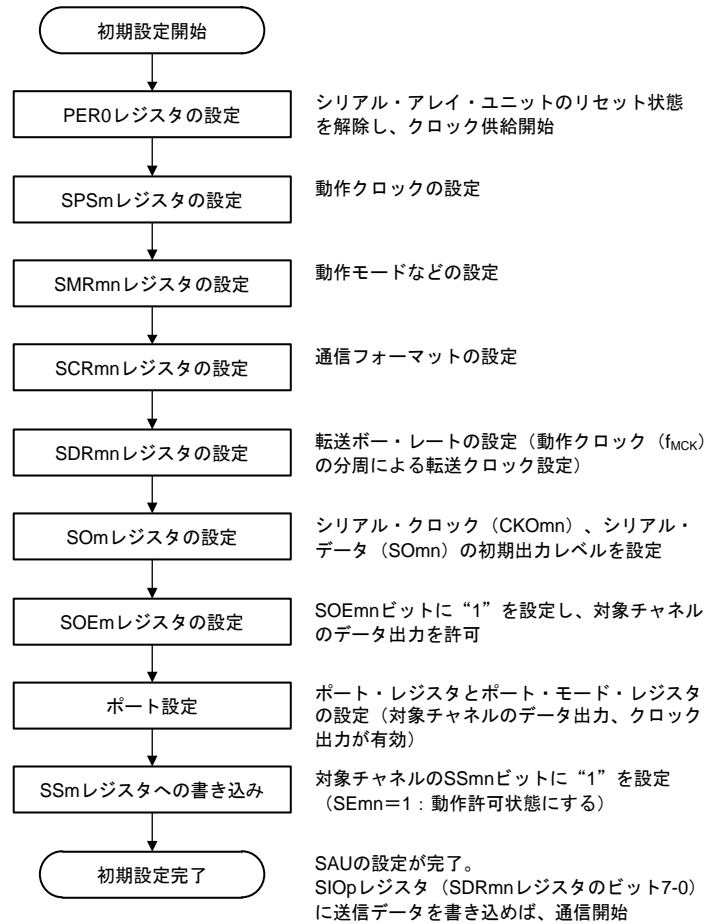 初期設定開始
PER0レジスタの設定
シリアル・アレイ・ユニットのリセット状態
を解除し、クロック供給開始
SPSmレジスタの設定
動作クロックの設定
SMRmnレジスタの設定
動作モードなどの設定
SCRmnレジスタの設定
通信フォーマットの設定
SDRmnレジスタの設定
転送ボー・レートの設定（動作クロック（fMCK）
の分周による転送クロック設定）
SOmレジスタの設定
シリアル・クロック（CKOmn）、シリアル・
データ（SOmn）の初期出力レベルを設定
SOEmレジスタの設定
SOEmnビットに“1”を設定し、対象チャネル
のデータ出力を許可
ポート設定
ポート・レジスタとポート・モード・レジスタ
の設定（対象チャネルのデータ出力、クロック
出力が有効）
SSmレジスタへの書き込み
対象チャネルのSSmnビットに“1”を設定
（SEmn＝1：動作許可状態にする）
初期設定完了
SAUの設定が完了。
SIOpレジスタ（SDRmnレジスタのビット7-0）
に送信データを書き込めば、通信開始